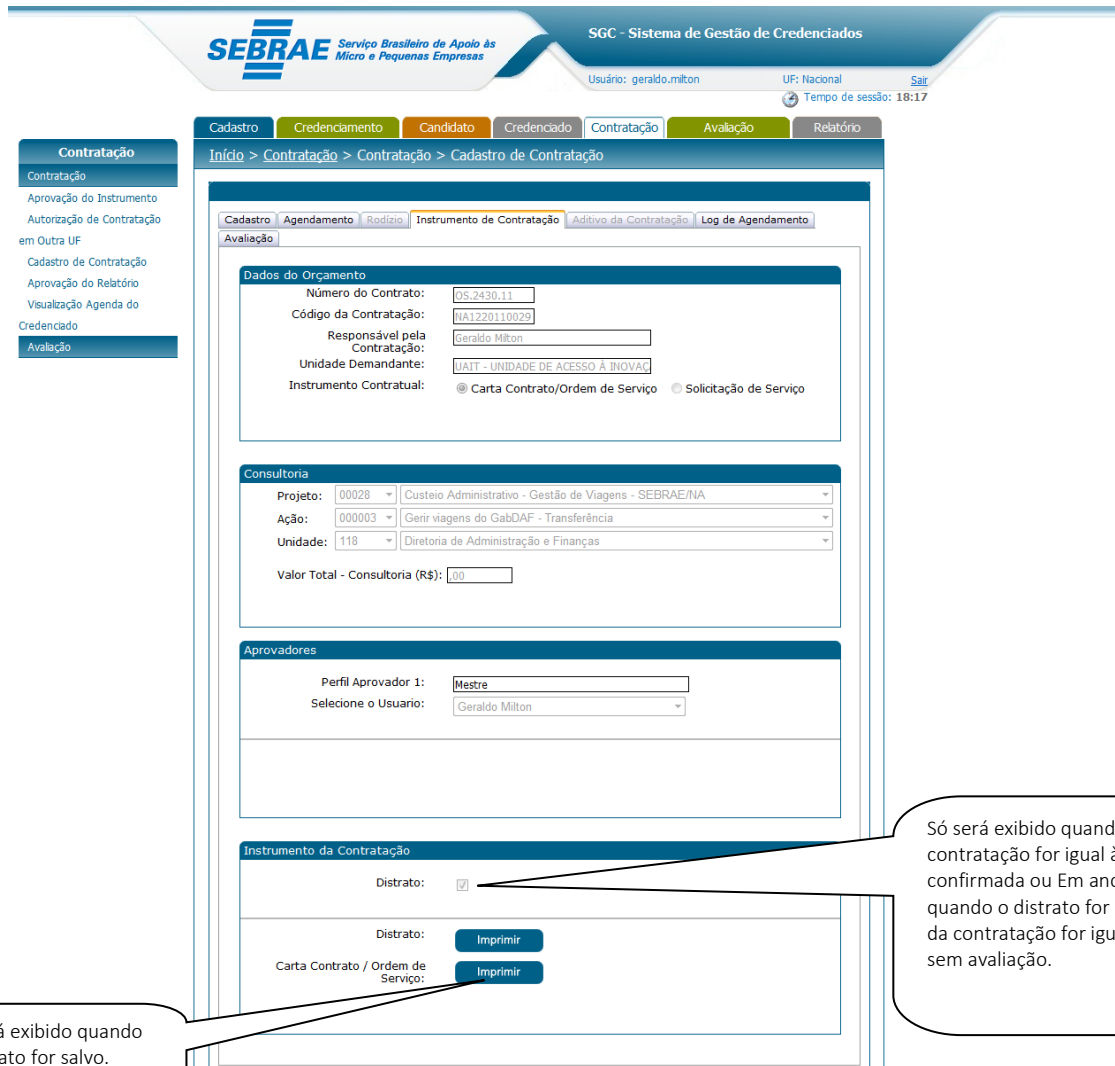 SEBRAE Serviço Brasileiro de Apoio às Micro e Pequenas Empresas
SGC - Sistema de Gestão de Credenciados
Usuário: geraldo.milton UF: Nacional Sair
Tempo de sessão: 18:17
Cadastro Credenciamento Candidato Credenciado Contratação Avaliação Relatório
Início > Contratação > Contratação > Cadastro de Contratação
Contratação
Contratação
Aprovação do Instrumento
Autorização de Contratação
em Outra UF
Cadastro de Contratação
Aprovação do Relatório
Visualização Agenda do
Credenciado
Avaliação
Cadastro Agendamento Rodízio Instrumento de Contratação Aditivo da Contratação Log de Agendamento
Avaliação
Dados do Orçamento
Número do Contrato: OS.2430.11
Código da Contratação: NA1220110029
Responsável pela
Contratação: Geraldo Milton
Unidade Demandante: UAIT - UNIDADE DE ACESSO À INOVAÇ
Instrumento Contratual: Carta Contrato/Ordem de Serviço Solicitação de Serviço
Consultoria
Projeto: 00028 Custeio Administrativo - Gestão de Viagens - SEBRAE/NA
Ação: 000003 Gerir viagens do GabDAF - Transferência
Unidade: 118 Diretoria de Administração e Finanças
Valor Total - Consultoria (R$): ,00
Aprovadores
Perfil Aprovador 1: Mestre
Selecione o Usuario: Geraldo Milton
Instrumento da Contratação
Distrato:
Distrato: Imprimir
Carta Contrato / Ordem de
Serviço: Imprimir
Só será exibido quand
contratação for igual
confirmada ou Em
quando o distrato for
da contratação for
sem avaliação.
exibido quando
for salvo.